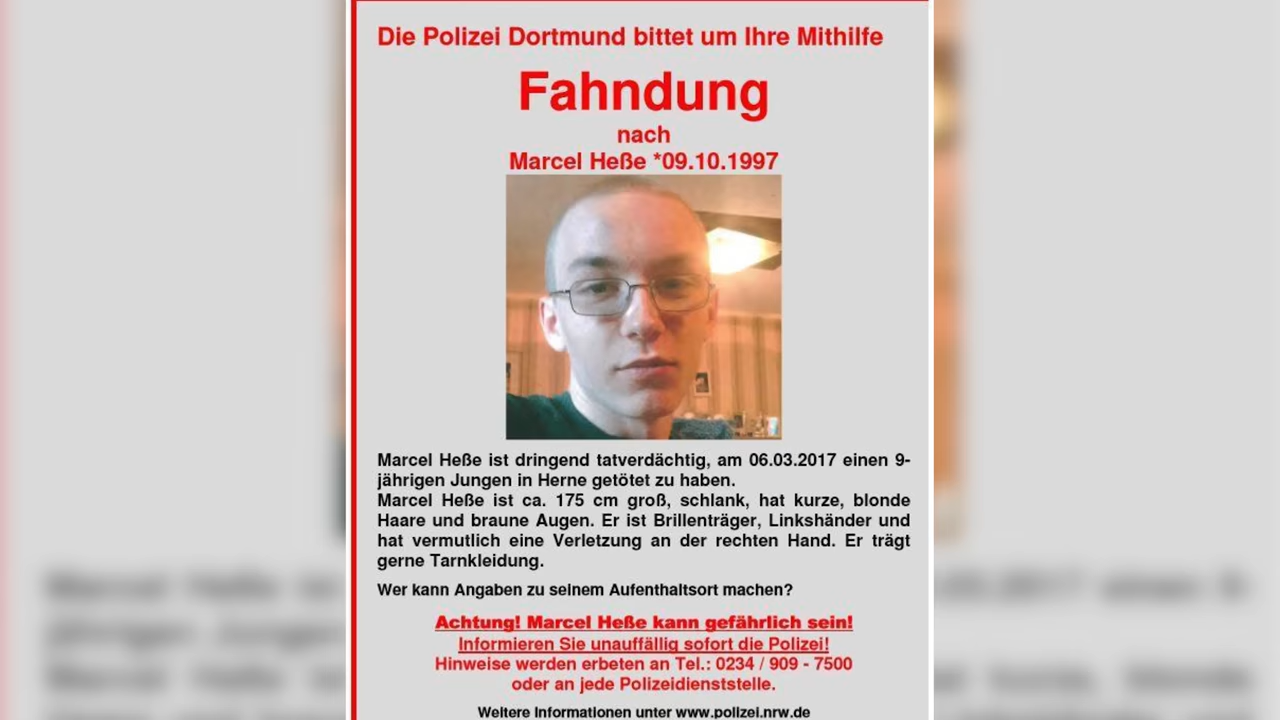 Die Polizei Dortmund bittet um Ihre Mithilfe
Fahndung
nach
Marcel Heße *09.10.1997
Marcel Heße ist dringend tatverdächtig, am 06.03.2017 einen 9-
jährigen Jungen in Herne getötet zu haben.
Marcel Heße ist ca. 175 cm groß, schlank, hat kurze, blonde
Haare und braune Augen. Er ist Brillenträger, Linkshänder und
hat vermutlich eine Verletzung an der rechten Hand. Er trägt
gerne Tarnkleidung.
Wer kann Angaben zu seinem Aufenthaltsort machen?
Achtung! Marcel Heße kann gefährlich sein!
Informieren Sie unauffällig sofort die Polizei!
Hinweise werden erbeten an Tel.: 0234 / 909 - 7500
oder an jede Polizeidienststelle.
Weitere Informationen unter www.polizei.nrw.de